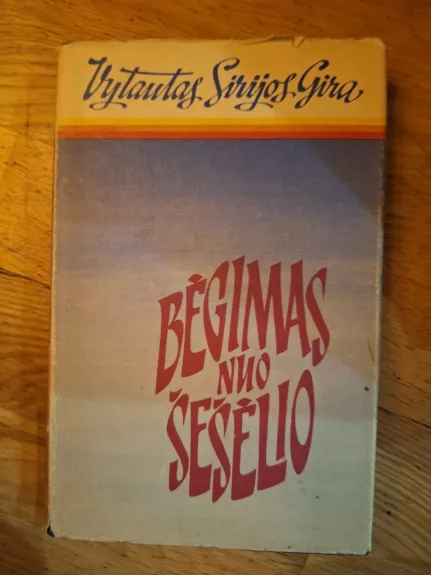 Vytautas Sirijos Gira
BĖGIMAS
NUO
ŠEŠĖLIO